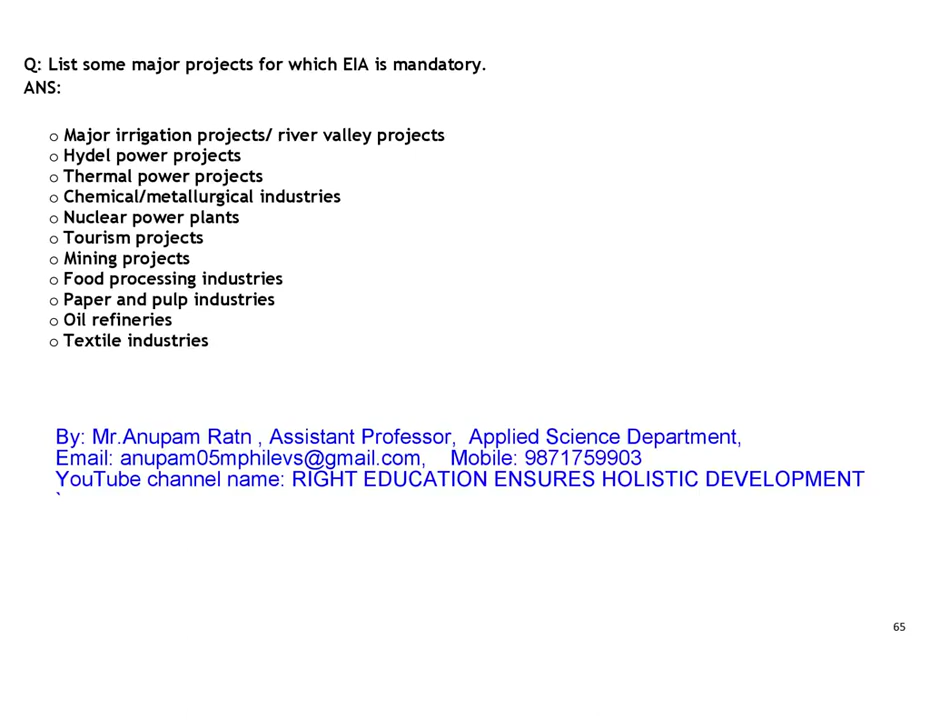 Q: List some major projects for which EIA is mandatory.
ANS:
o Major irrigation projects/ river valley projects
o Hydel power projects
o Thermal power projects
o Chemical/metallurgical industries
o Nuclear power plants
o Tourism projects
o Mining projects
o Food processing industries
o Paper and pulp industries
o Oil refineries
o Textile industries
By: Mr.Anupam Ratn , Assistant Professor, Applied Science Department,
Email: anupam05mphilevs@gmail.com, Mobile: 9871759903
YouTube channel name: RIGHT EDUCATION ENSURES HOLISTIC DEVELOPMENT
`
65